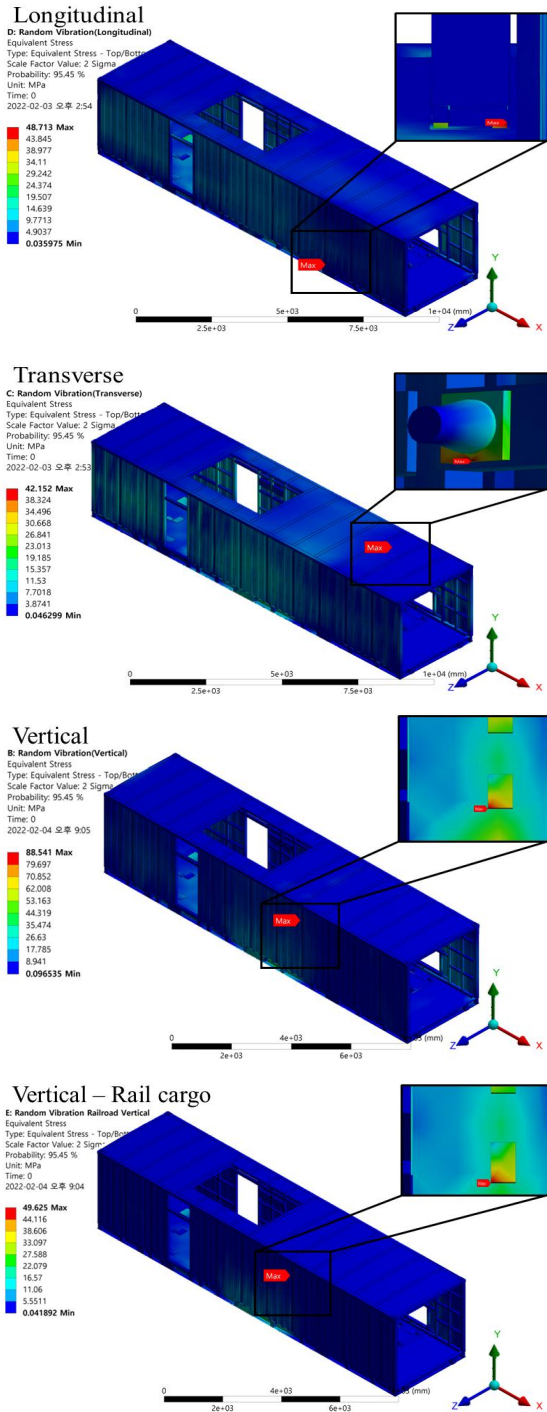 Longitudinal
D: Random Vibration(Longitudinal)
Equivalent Stress
Type: Equivalent Stress - Top/Bott
Scale Factor Value: 2 Sigma
Probability: 95.45 %
Unit: MPa
Time: 0
2022-02-03 오후 2:54
48.713 Max
43.845
38.977
34.11
29.242
24.374
19.507
14.639
9.7713
4.9037
0.035975 Min
Max
Max
0
5e+03
1e+04 (mm)
2.5e+03
7.5e+03
Y
Z
X
Transverse
C: Random Vibration(Transverse)
Equivalent Stress
Type: Equivalent Stress - Top/Botto
Scale Factor Value: 2 Sigma
Probability: 95.45 %
Unit: MPa
Time: 0
2022-02-03 오후 2:53
42.152 Max
38.324
34.496
30.668
26.841
23.013
19.185
15.357
11.53
7.7018
3.8741
0.046299 Min
Max
Max
0
5e+03
1e+04 (mm)
2.5e+03
7.5e+03
Y
Z
X
Vertical
B: Random Vibration(Vertical)
Equivalent Stress
Type: Equivalent Stress - Top/Bott
Scale Factor Value: 2 Sigma
Probability: 95.45 %
Unit: MPa
Time: 0
2022-02-04 오후 9:05
88.541 Max
79.697
70.852
62.008
53.163
44.319
35.474
26.63
17.785
8.941
0.096535 Min
Max
Max
0
4e+03
(mm)
2e+03
6e+03
Y
Z
X
Vertical – Rail cargo
E: Random Vibration Railroad Vertical
Equivalent Stress
Type: Equivalent Stress - Top/Bott
Scale Factor Value: 2 Sigm
Probability: 95.45 %
Unit: MPa
Time: 0
2022-02-04 오후 9:04
49.625 Max
44.116
38.606
33.097
27.588
22.079
16.57
11.06
5.5511
0.041892 Min
Max
Max
0
4e+03
(mm)
2e+03
6e+03
Y
Z
X